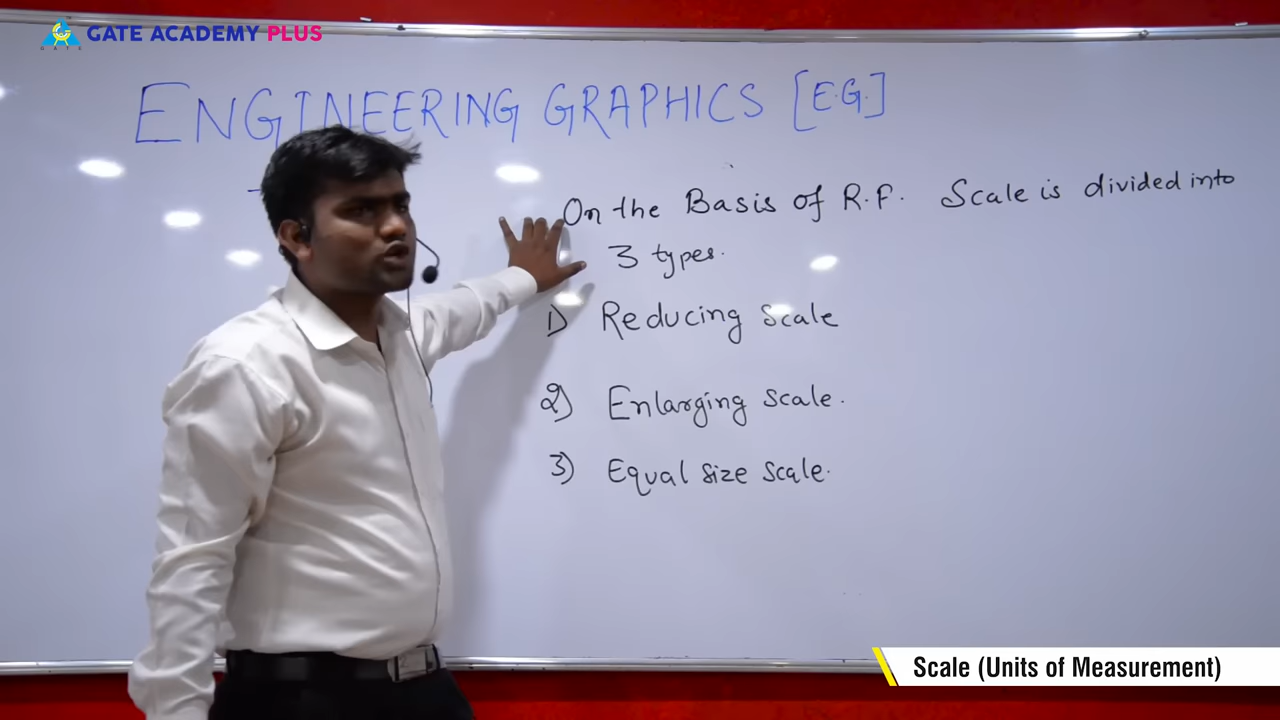 GATE ACADEMY PLUS
GATE
ENGINEERING GRAPHICS [E.G.]
On the Basis of R.F. Scale is divided into
3 types.
1) Reducing Scale
2) Enlarging Scale.
3) Equal size scale.
Scale (Units of Measurement)